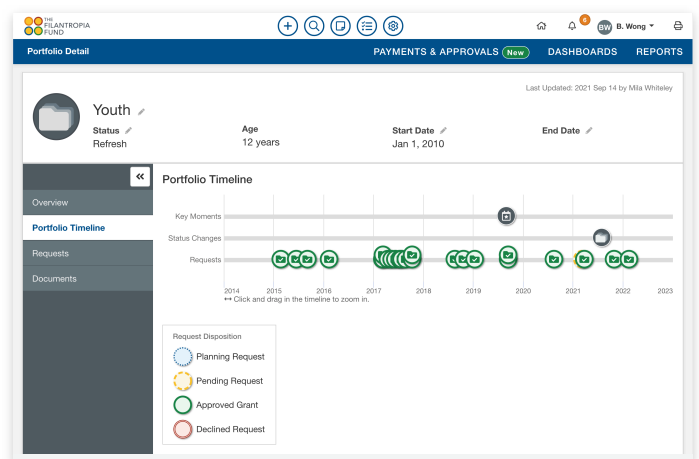 THE
FILANTROPIA
FUND
6
BW B. Wong
Portfolio Detail
PAYMENTS & APPROVALS New DASHBOARDS REPORTS
Last Updated: 2021 Sep 14 by Mila Whiteley
Youth
Status Age Start Date End Date
Refresh 12 years Jan 1, 2010
Overview
Portfolio Timeline
Requests
Documents
Portfolio Timeline
Key Moments
Status Changes
Requests
2014 2015 2016 2017 2018 2019 2020 2021 2022 2023
Click and drag in the timeline to zoom in.
Request Disposition
Planning Request
Pending Request
Approved Grant
Declined Request